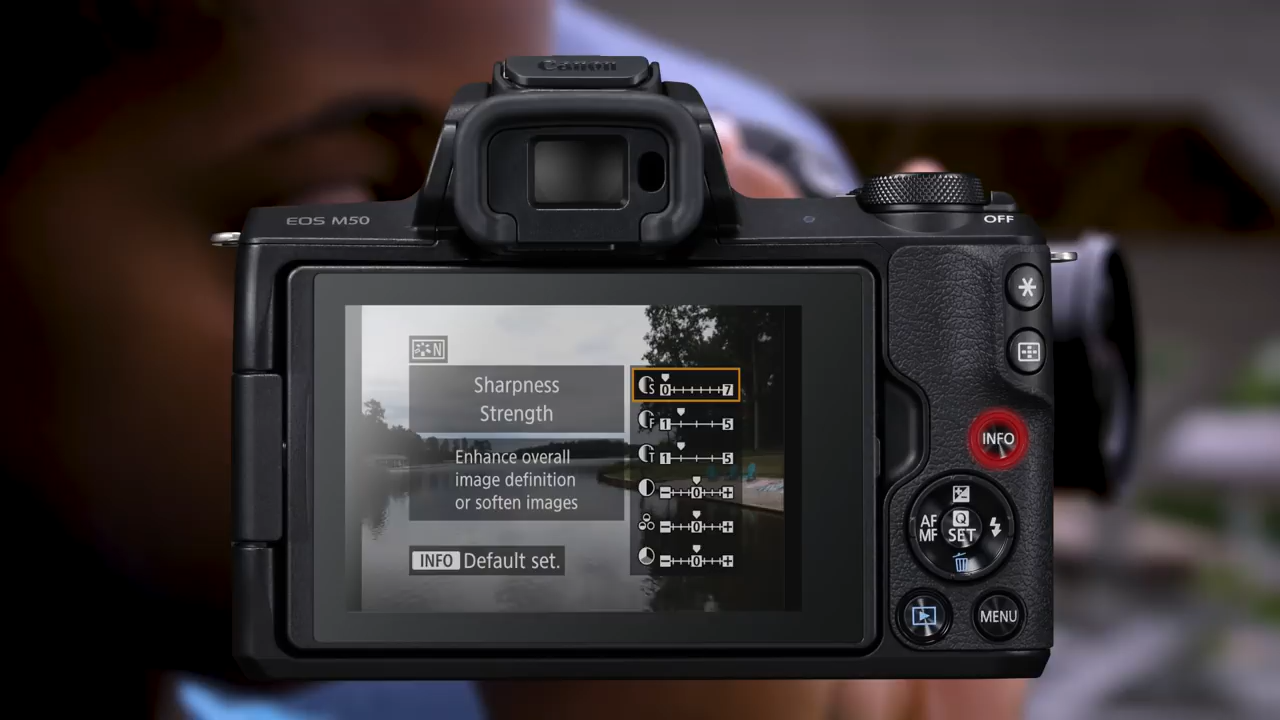 Canon
EOS M50
OFF
N
Sharpness
Strength
S 0 7
F 1 5
T 1 5
Enhance overall
image definition
or soften images
0
0
0
INFO Default set.
INFO
AF
MF
Q
SET
MENU